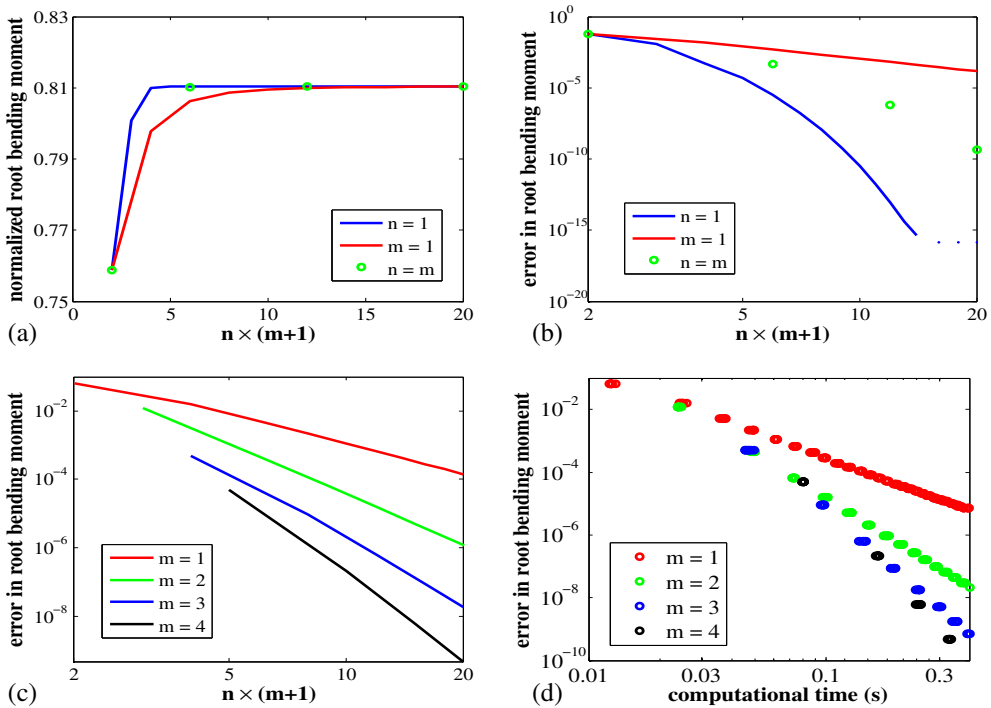 normalized root bending moment
0.83
0.81
0.79
0.77
0.75
0
5
10
15
20
n × (m+1)
n = 1
m = 1
n = m
(a)
error in root bending moment
10^0
10^-5
10^-10
10^-15
10^-20
2
5
10
20
n × (m+1)
n = 1
m = 1
n = m
(b)
error in root bending moment
10^-2
10^-4
10^-6
10^-8
2
5
10
20
n × (m+1)
m = 1
m = 2
m = 3
m = 4
(c)
error in root bending moment
10^-2
10^-4
10^-6
10^-8
10^-10
0.01
0.03
0.1
0.3
computational time (s)
m = 1
m = 2
m = 3
m = 4
(d)